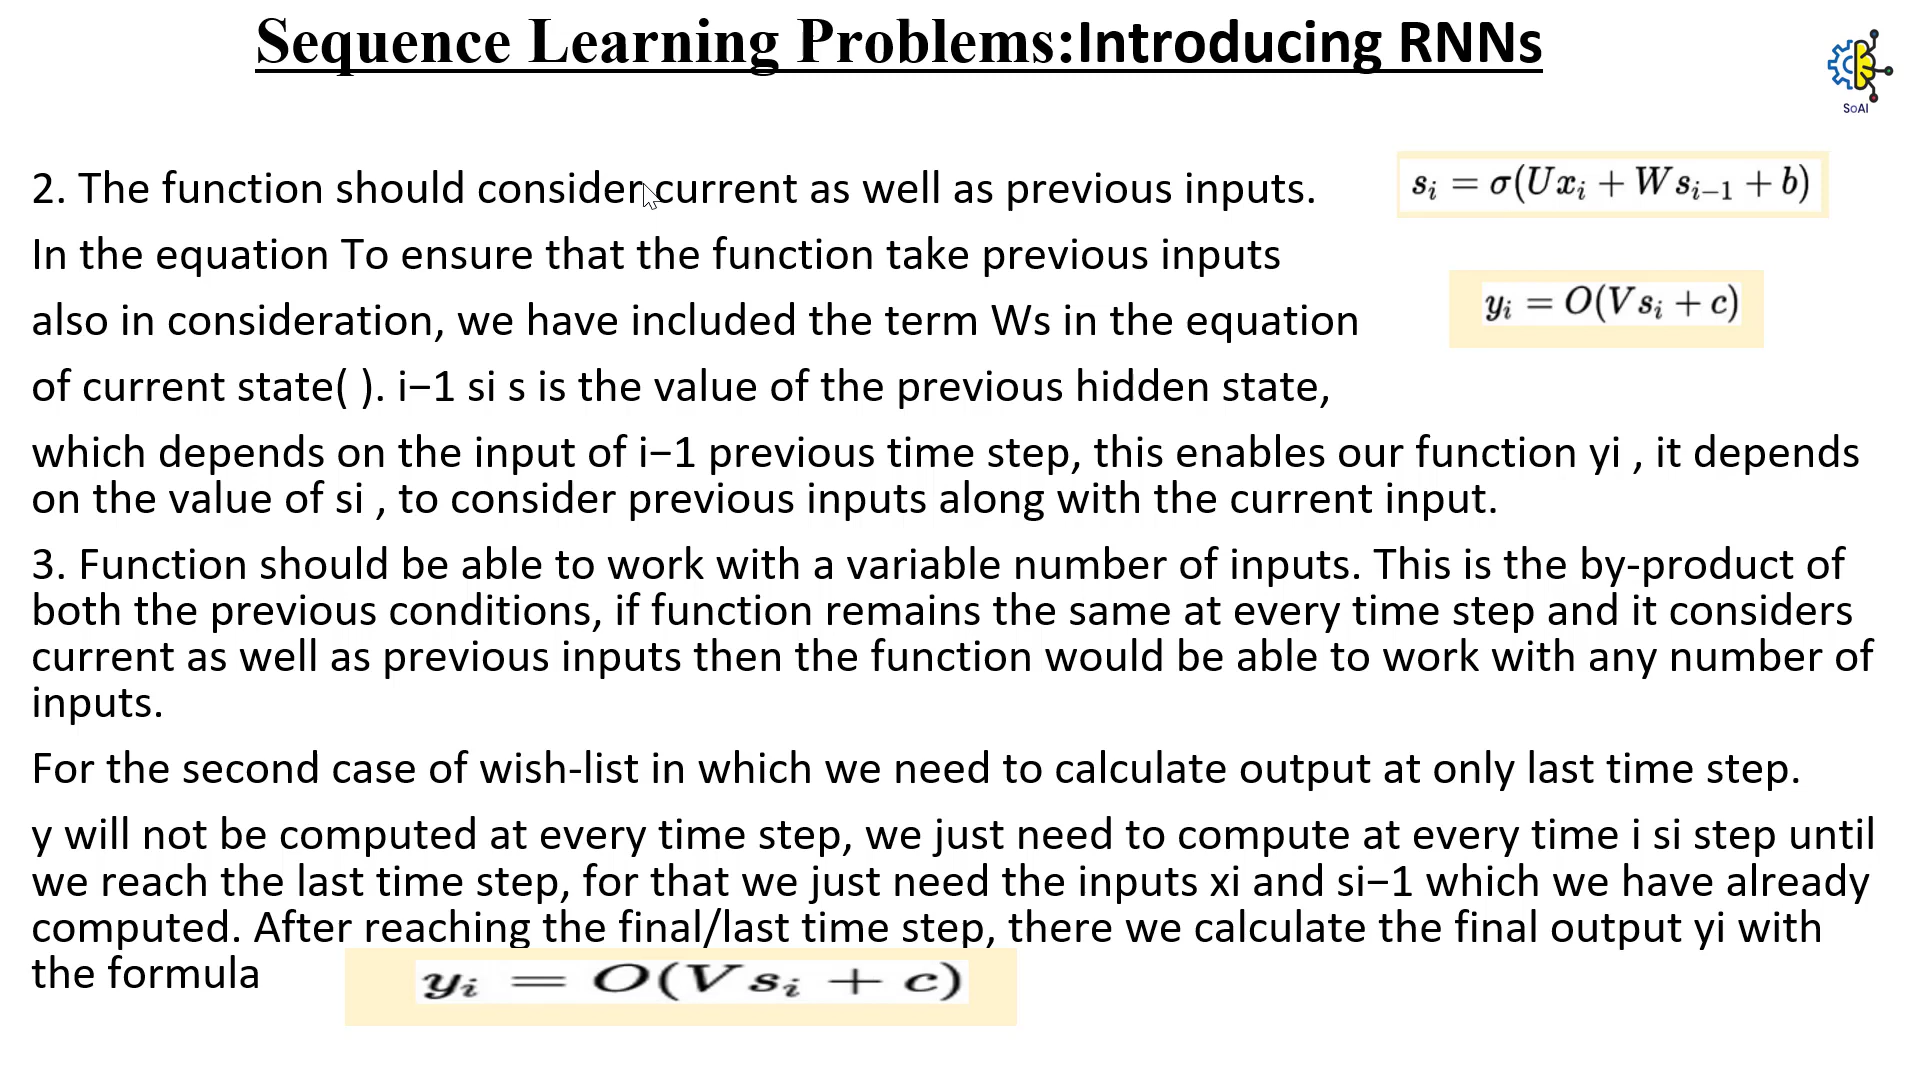 Sequence Learning Problems:Introducing RNNs
SoAI
2. The function should consider current as well as previous inputs.
sᵢ = σ(Uxᵢ + Wsᵢ₋₁ + b)
In the equation To ensure that the function take previous inputs
yᵢ = O(Vsᵢ + c)
also in consideration, we have included the term Ws in the equation
of current state( ). i−1 si s is the value of the previous hidden state,
which depends on the input of i−1 previous time step, this enables our function yi , it depends
on the value of si , to consider previous inputs along with the current input.
3. Function should be able to work with a variable number of inputs. This is the by-product of
both the previous conditions, if function remains the same at every time step and it considers
current as well as previous inputs then the function would be able to work with any number of
inputs.
For the second case of wish-list in which we need to calculate output at only last time step.
y will not be computed at every time step, we just need to compute at every time i si step until
we reach the last time step, for that we just need the inputs xi and si−1 which we have already
computed. After reaching the final/last time step, there we calculate the final output yi with
the formula
yᵢ = O(Vsᵢ + c)